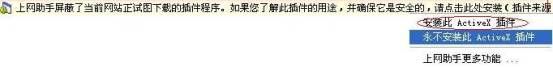 上网助手屏蔽了当前网站正试图下载的插件程序。如果您了解此插件的用途,并确保它是安全的,请点击此处安装(插件来源
安装此 ActiveX 插件
永不安装此 ActiveX 插件
上网助手更多功能 ...